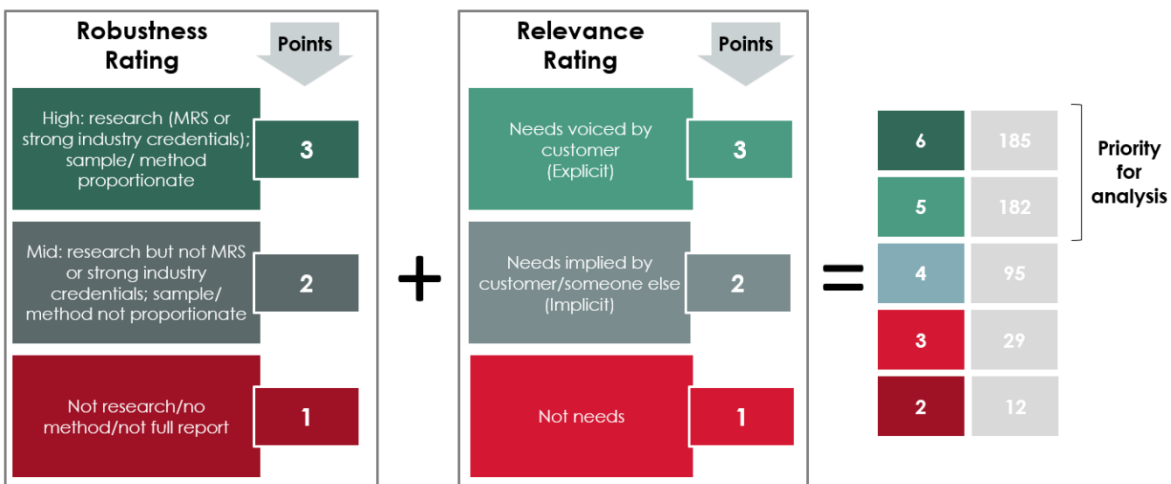 Robustness
Rating
Points
High: research (MRS or
strong industry credentials);
sample/ method
proportionate
3
Mid: research but not MRS
or strong industry
credentials; sample/
method not proportionate
2
Not research/no
method/not full report
1
+
Relevance
Rating
Points
Needs voiced by
customer
(Explicit)
3
Needs implied by
customer/someone else
(Implicit)
2
Not needs
1
=
6 185
5 182
4 95
3 29
2 12
Priority
for
analysis